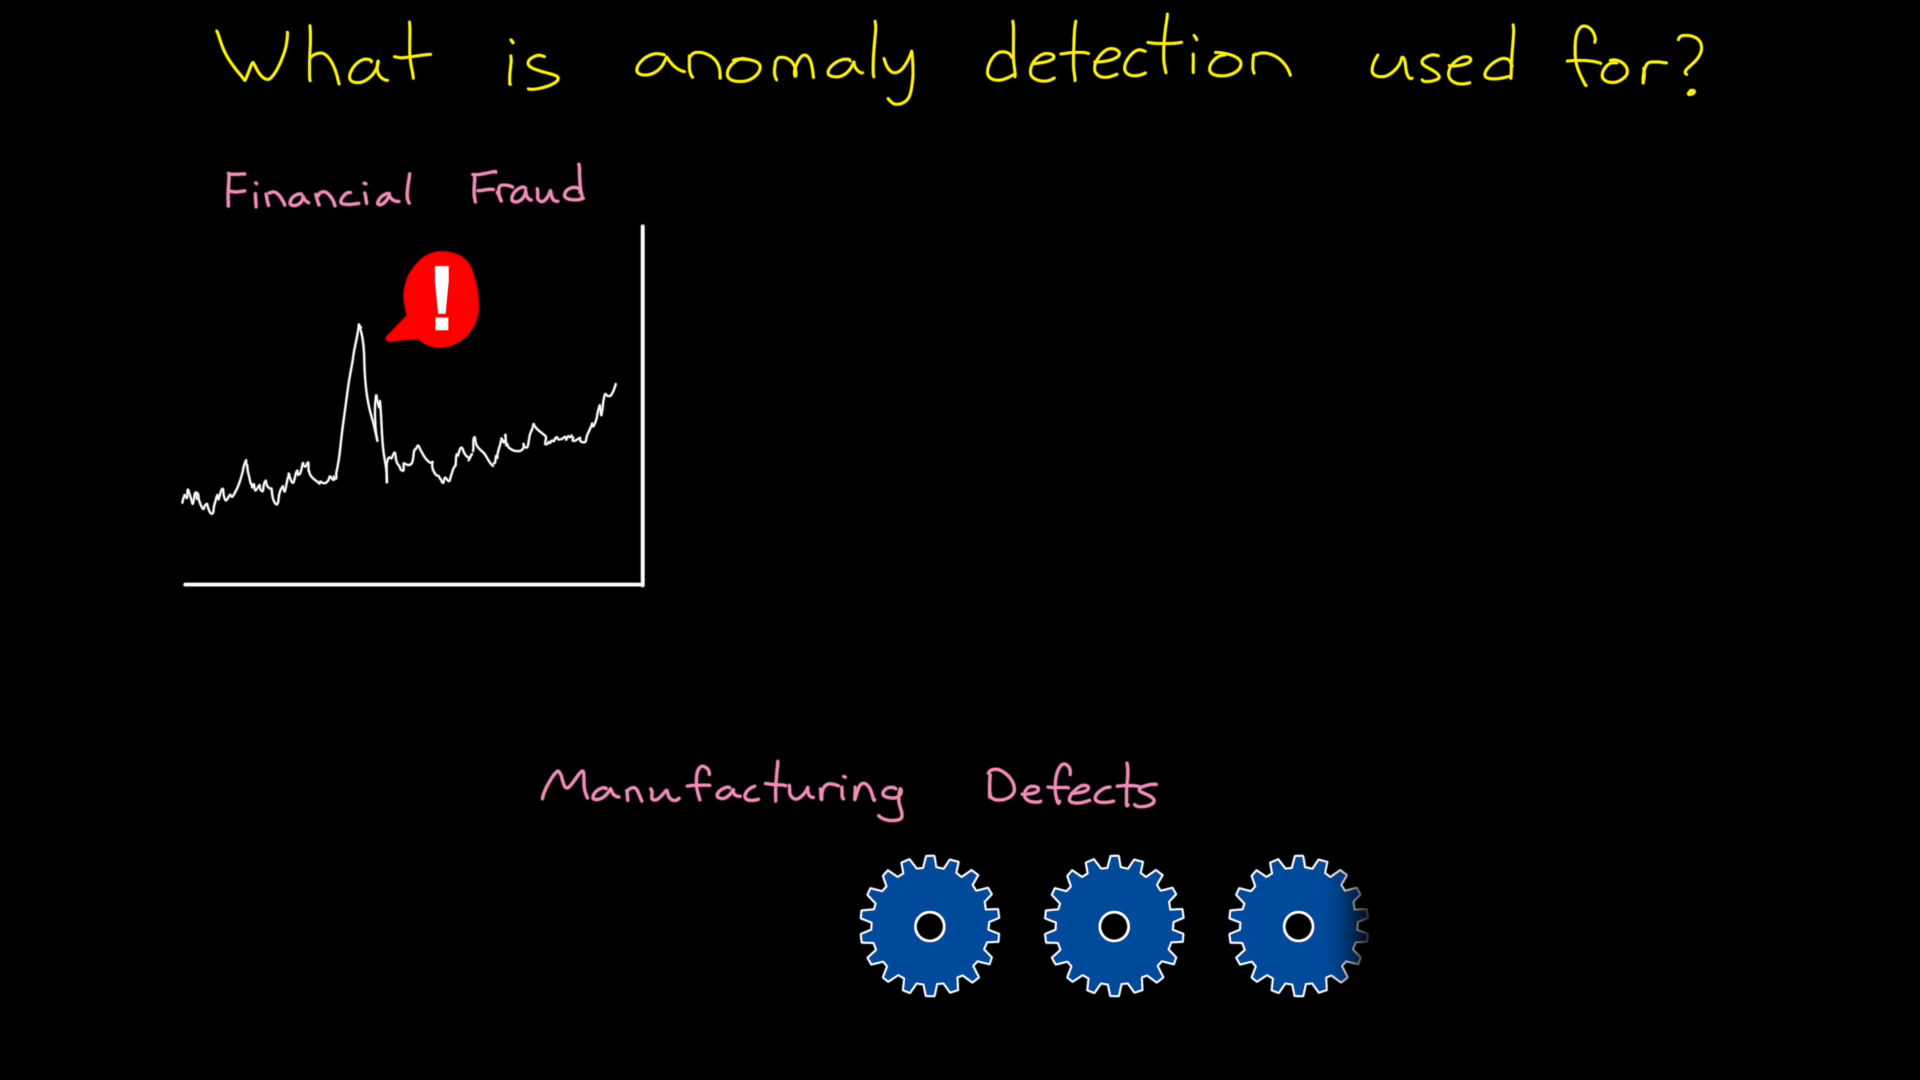 What is anomaly detection used for?
Financial Fraud
!
Manufacturing Defects